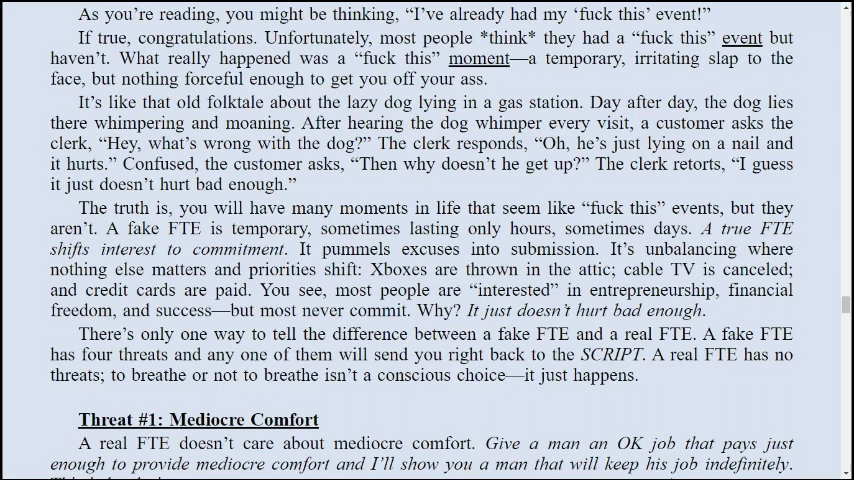 As you’re reading, you might be thinking, “I’ve already had my ‘fuck this’ event!”
If true, congratulations. Unfortunately, most people *think* they had a “fuck this” event but
haven’t. What really happened was a “fuck this” moment—a temporary, irritating slap to the
face, but nothing forceful enough to get you off your ass.
It’s like that old folktale about the lazy dog lying in a gas station. Day after day, the dog lies
there whimpering and moaning. After hearing the dog whimper every visit, a customer asks the
clerk, “Hey, what’s wrong with the dog?” The clerk responds, “Oh, he’s just lying on a nail and
it hurts.” Confused, the customer asks, “Then why doesn’t he get up?” The clerk retorts, “I guess
it just doesn’t hurt bad enough.”
The truth is, you will have many moments in life that seem like “fuck this” events, but they
aren’t. A fake FTE is temporary, sometimes lasting only hours, sometimes days. A true FTE
shifts interest to commitment. It pummels excuses into submission. It’s unbalancing where
nothing else matters and priorities shift: Xboxes are thrown in the attic; cable TV is canceled;
and credit cards are paid. You see, most people are “interested” in entrepreneurship, financial
freedom, and success—but most never commit. Why? It just doesn’t hurt bad enough.
There’s only one way to tell the difference between a fake FTE and a real FTE. A fake FTE
has four threats and any one of them will send you right back to the SCRIPT. A real FTE has no
threats; to breathe or not to breathe isn’t a conscious choice—it just happens.
Threat #1: Mediocre Comfort
A real FTE doesn’t care about mediocre comfort. Give a man an OK job that pays just
enough to provide mediocre comfort and I’ll show you a man that will keep his job indefinitely.